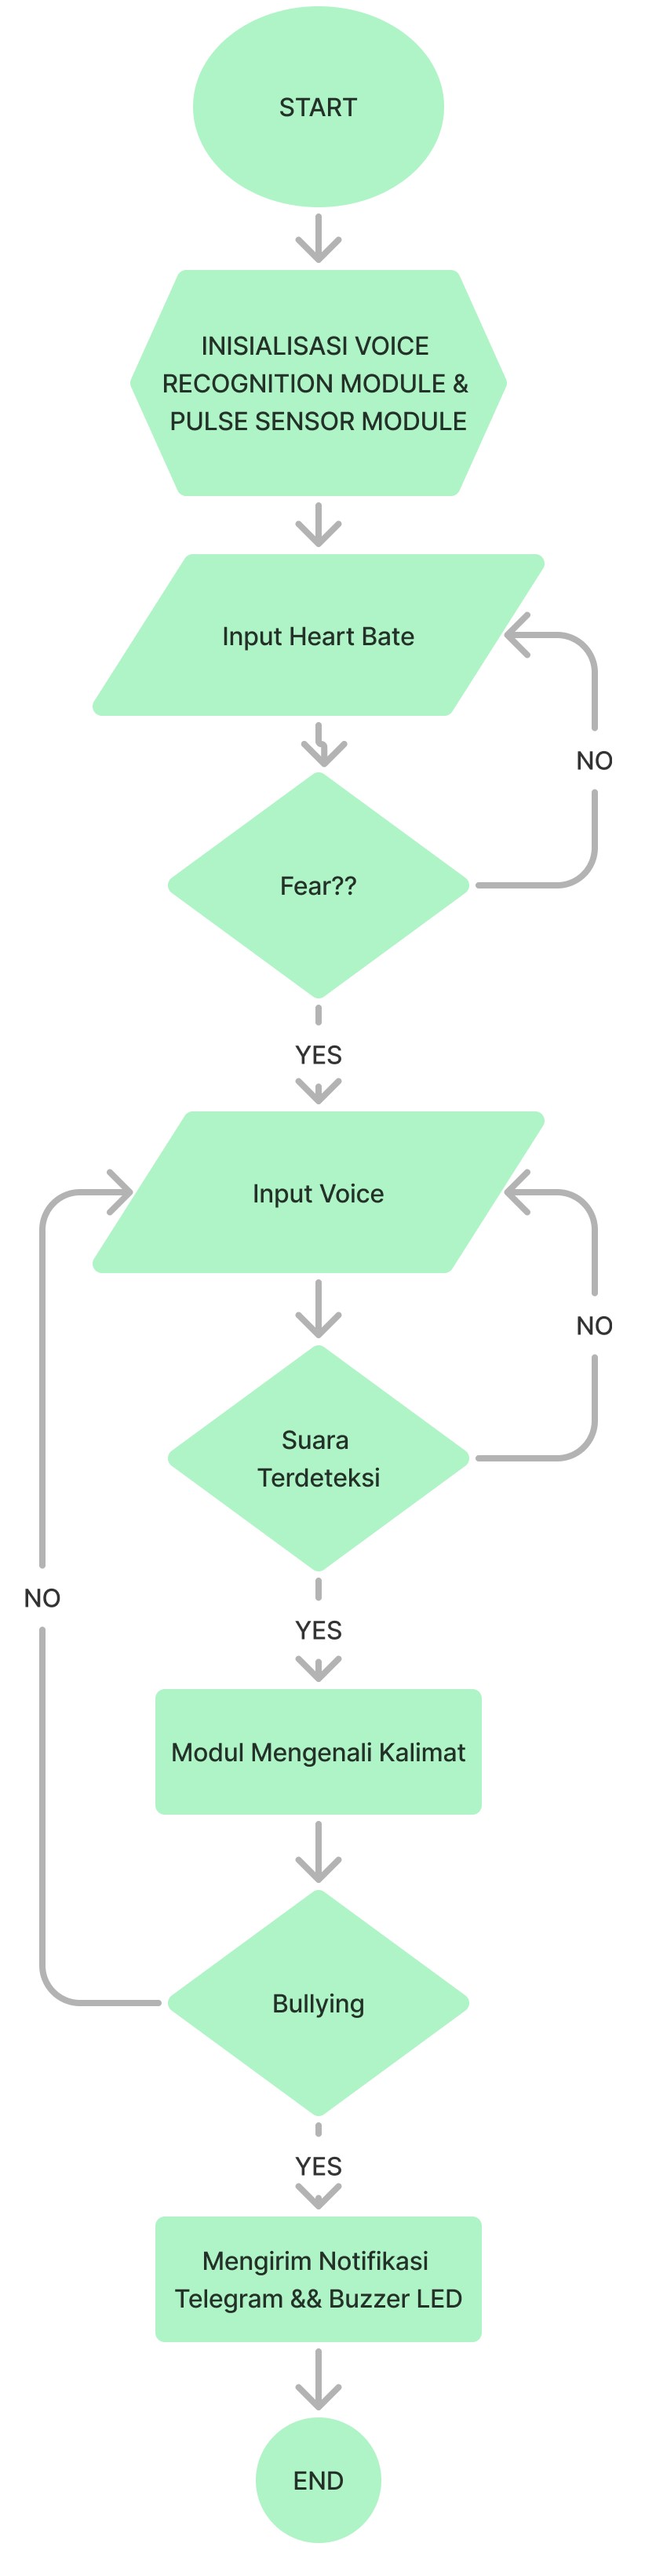 START
INISIALISASI VOICE
RECOGNITION MODULE &
PULSE SENSOR MODULE
Input Heart Bate
NO
Fear??
YES
Input Voice
NO
Suara
Terdeteksi
NO
YES
Modul Mengenali Kalimat
Bullying
YES
Mengirim Notifikasi
Telegram && Buzzer LED
END